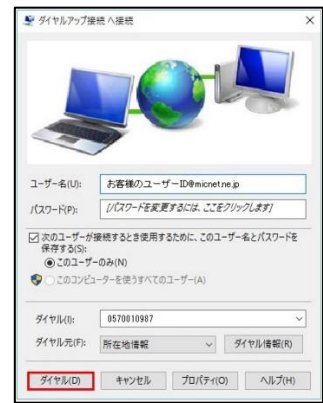 ダイヤルアップ接続 へ接続
ユーザー名(U): お客様のユーザーID@micnet.ne.jp
パスワード(P): [パスワードを変更するには、ここをクリックします]
次のユーザーが接続するとき使用するために、このユーザー名とパスワードを
保存する(S):
このユーザーのみ(N)
このコンピューターを使うすべてのユーザー(A)
ダイヤル(I): 0570010987
ダイヤル元(F): 所在地情報 ダイヤル情報(R)
ダイヤル(D) キャンセル プロパティ(O) ヘルプ(H)